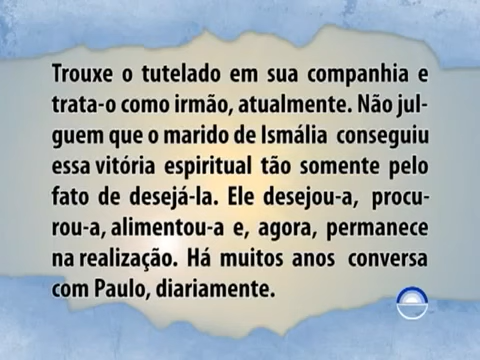 Trouxe o tutelado em sua companhia e
trata-o como irmão, atualmente. Não jul-
guem que o marido de Ismália conseguiu
essa vitória espiritual tão somente pelo
fato de desejá-la. Ele desejou-a, procu-
rou-a, alimentou-a e, agora, permanece
na realização. Há muitos anos conversa
com Paulo, diariamente.